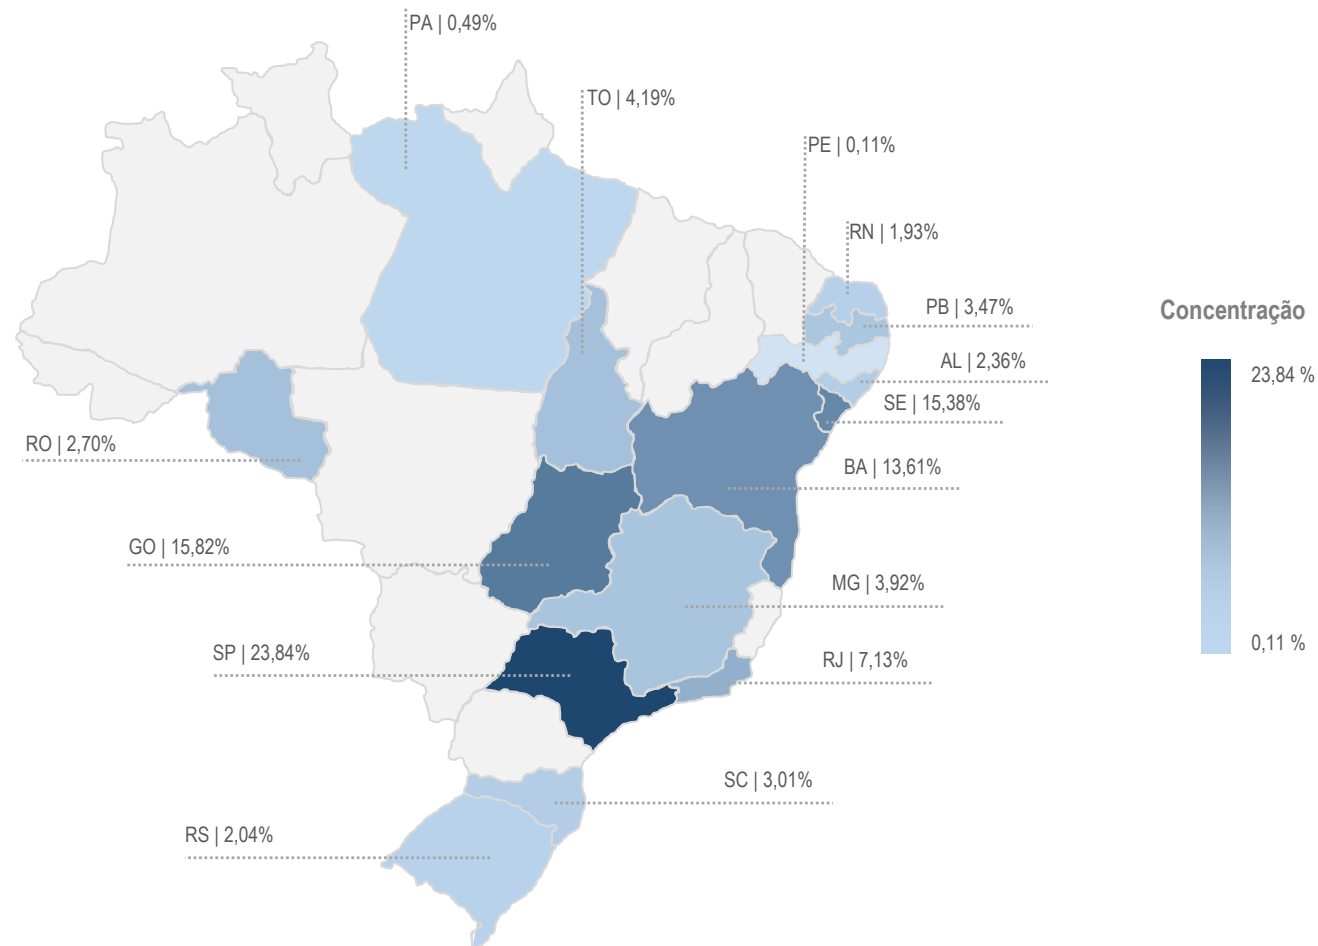 PA | 0,49%
TO | 4,19%
PE | 0,11%
RN | 1,93%
PB | 3,47%
Concentração
AL | 2,36%
23,84 %
SE | 15,38%
RO | 2,70%
BA | 13,61%
GO | 15,82%
MG | 3,92%
0,11 %
SP | 23,84%
RJ | 7,13%
SC | 3,01%
RS | 2,04%